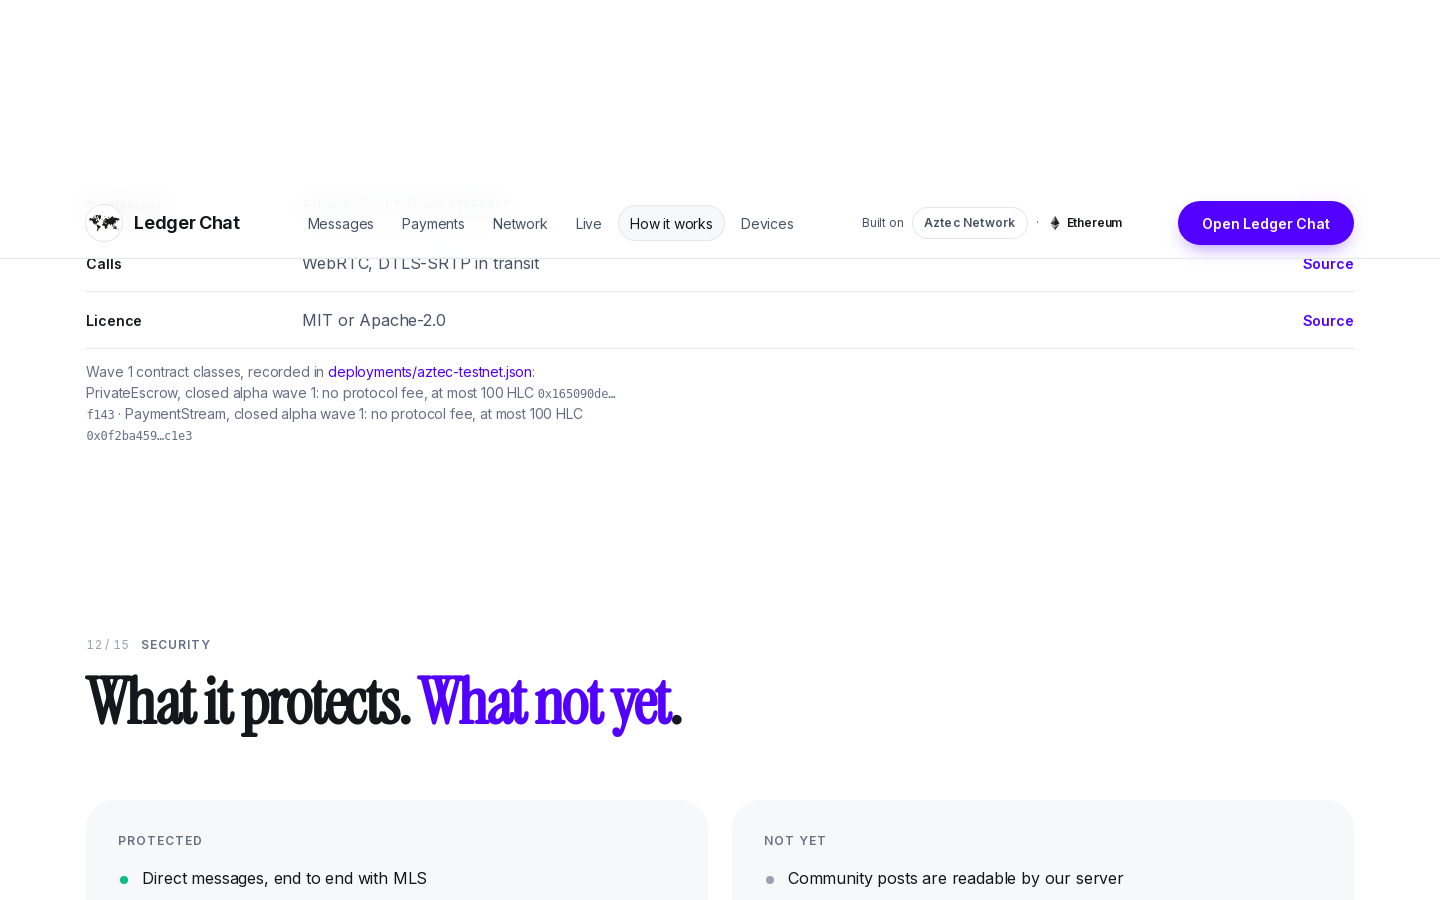 Ledger Chat
Messages
Payments
Network
Live
How it works
Devices
Built on
Aztec Network
·
Ethereum
Open Ledger Chat
Calls
WebRTC, DTLS-SRTP in transit
Source
Licence
MIT or Apache-2.0
Source
Wave 1 contract classes, recorded in deployments/aztec-testnet.json:
PrivateEscrow, closed alpha wave 1: no protocol fee, at most 100 HLC 0x165090de…
f143 · PaymentStream, closed alpha wave 1: no protocol fee, at most 100 HLC
0x0f2ba459…c1e3
12 / 15 SECURITY
What it protects. What not yet.
PROTECTED
Direct messages, end to end with MLS
NOT YET
Community posts are readable by our server